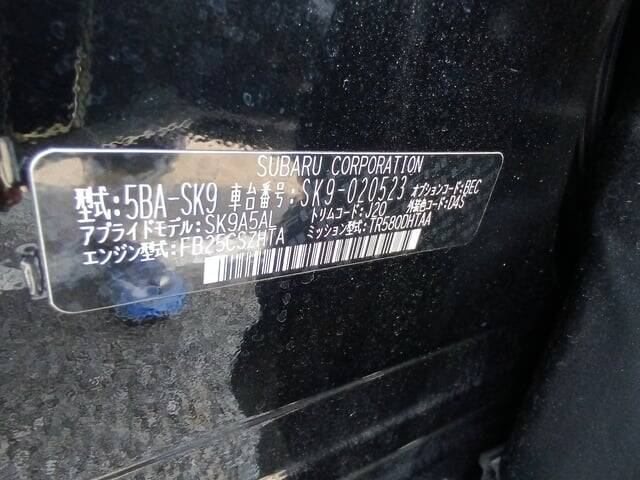 SUBARU CORPORATION
型式:5BA-SK9 車台番号:SK9-020523 オプションコード:BEC
アプライドモデル:SK9A5AL トリムコード:J20 外装色コード:D4S
エンジン型式:FB25CSZHTA ミッション型式:TR580DHTAA